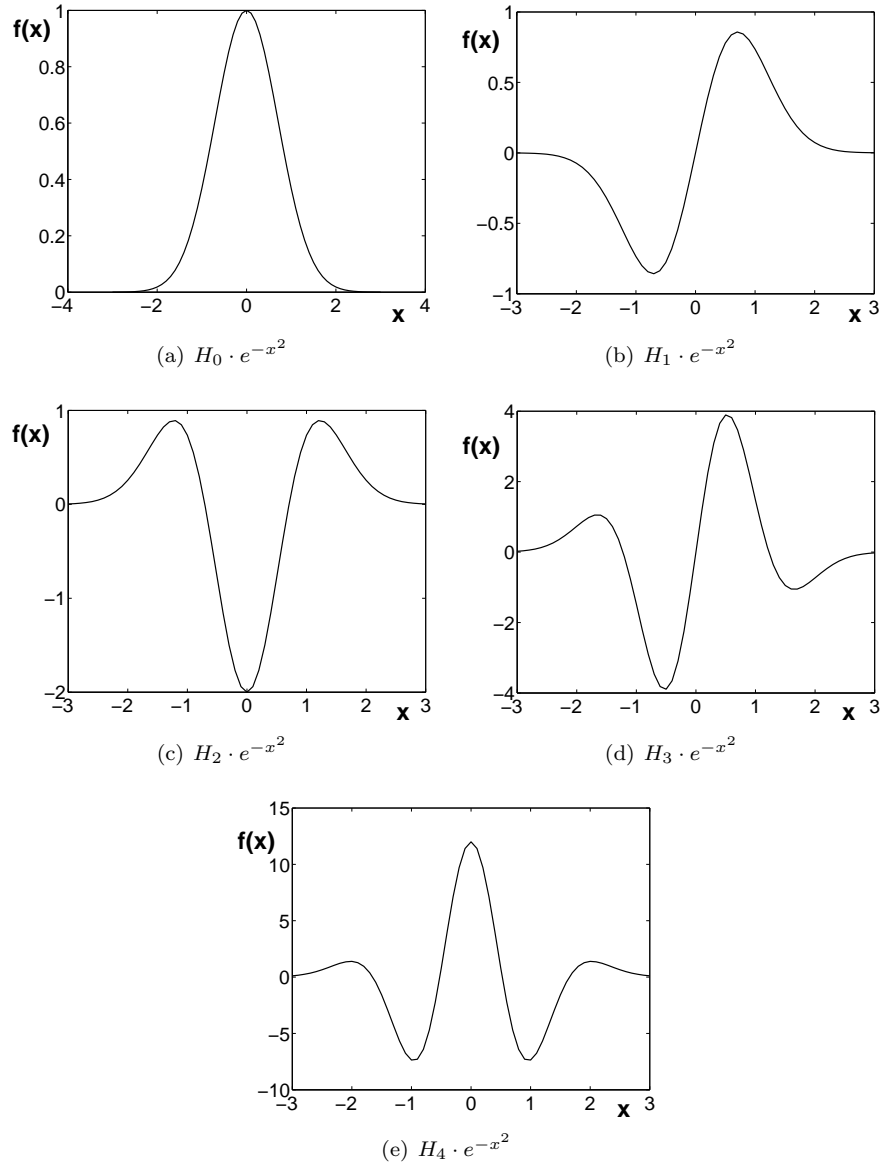 f(x)
1
0.8
0.6
0.4
0.2
0
−4 −2 0 2 4
x
(a) H₀ · e^{−x²}
f(x)
1
0.5
0
−0.5
−1
−3 −2 −1 0 1 2 3
x
(b) H₁ · e^{−x²}
f(x)
1
0
−1
−2
−3 −2 −1 0 1 2 3
x
(c) H₂ · e^{−x²}
f(x)
4
2
0
−2
−4
−3 −2 −1 0 1 2 3
x
(d) H₃ · e^{−x²}
f(x)
15
10
5
0
−5
−10
−3 −2 −1 0 1 2 3
x
(e) H₄ · e^{−x²}